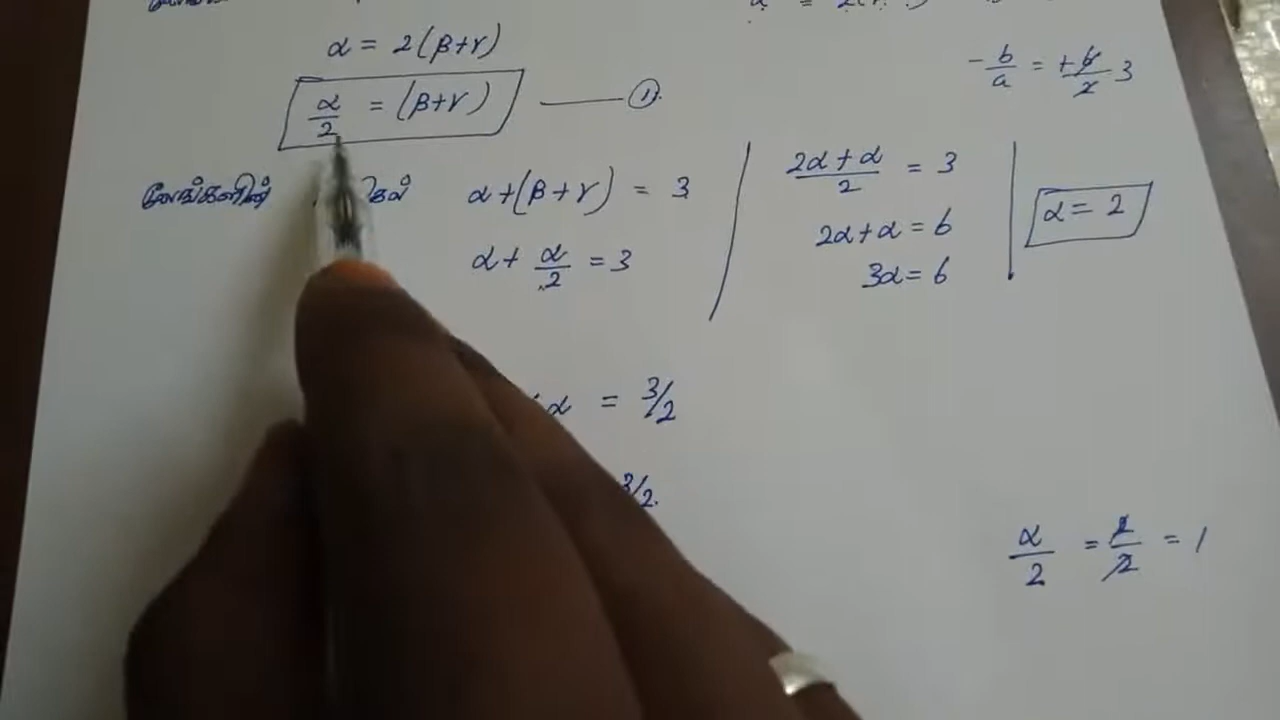 α = 2(β+γ)
α/2 = (β+γ) —— ①
-b/a = +6/2 3
α+(β+γ) = 3
α + α/2 = 3
(2α+α)/2 = 3
2α+α = 6
3α = 6
α = 2
α = 3/2
3/2.
α/2 = 2/2 = 1